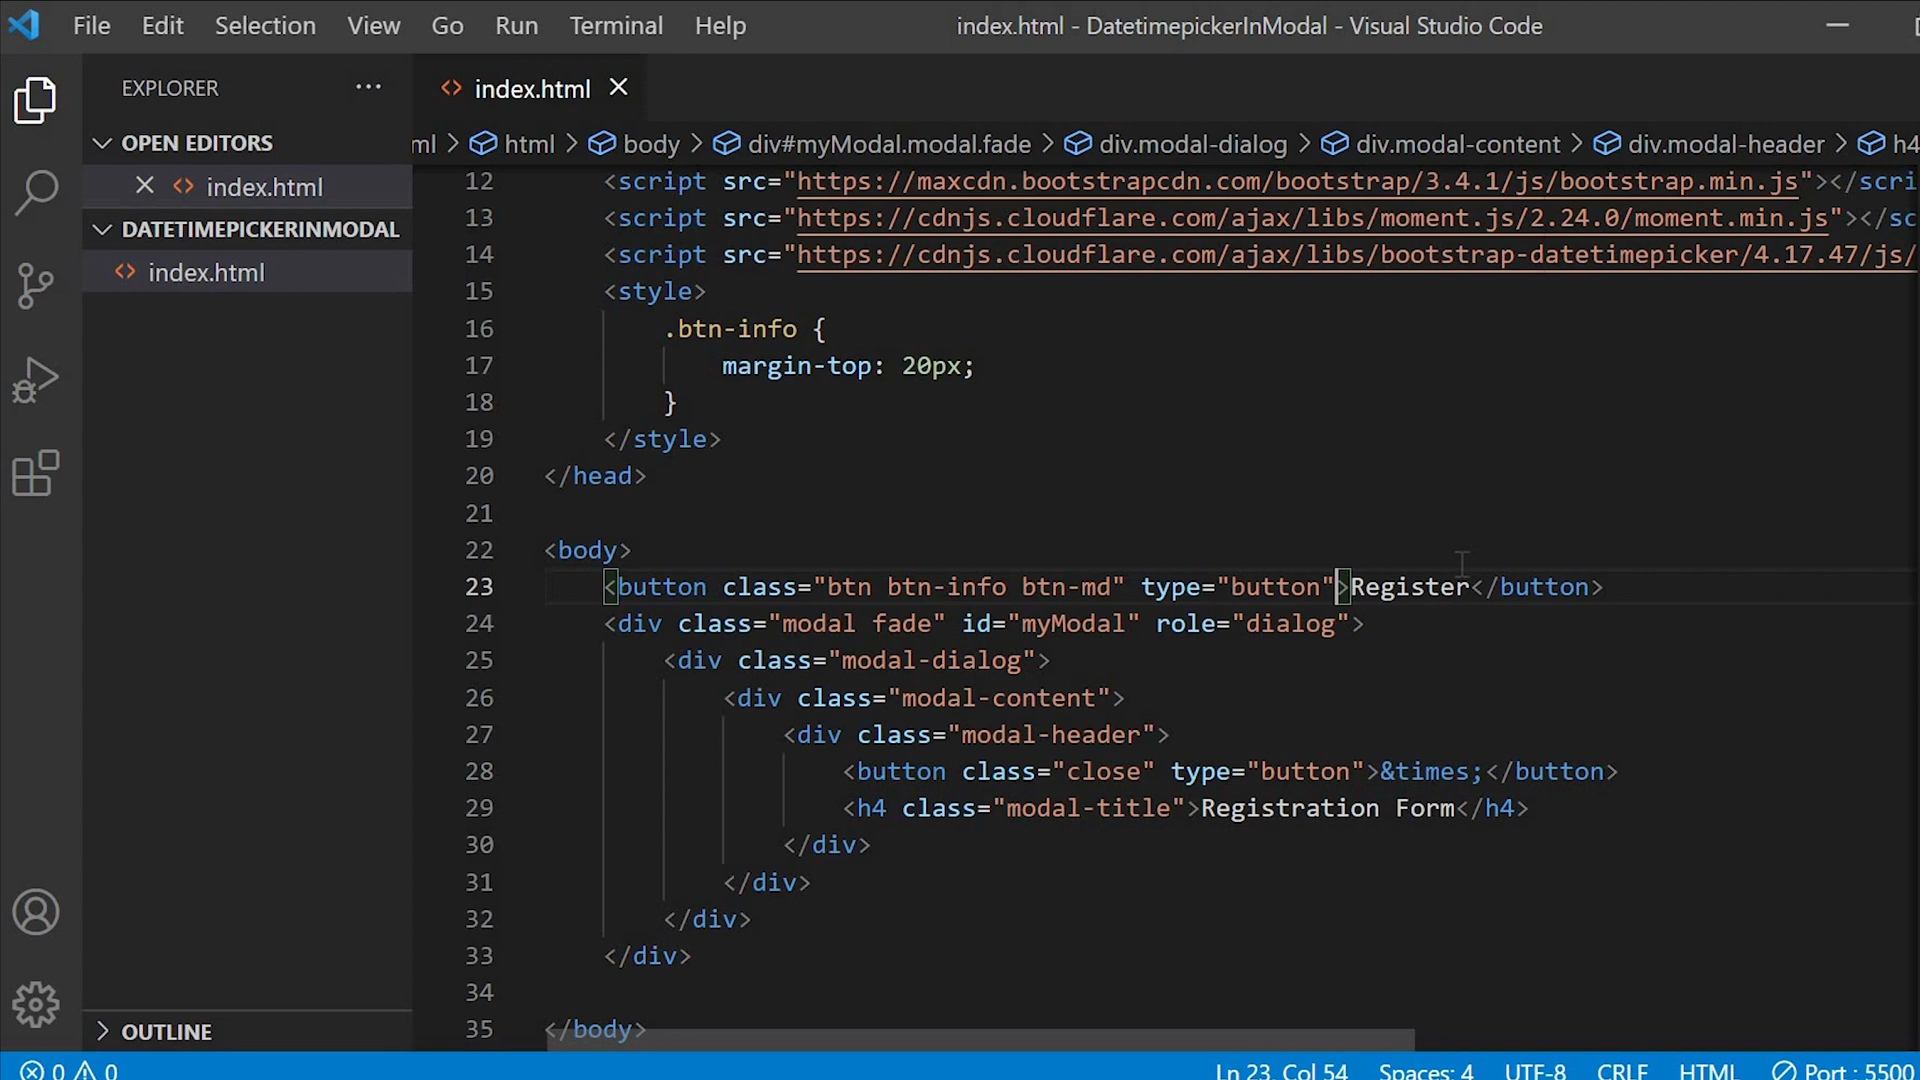 File Edit Selection View Go Run Terminal Help index.html - DatetimepickerInModal - Visual Studio Code
EXPLORER
OPEN EDITORS
index.html
DATETIMEPICKERINMODAL
index.html
OUTLINE
index.html
ml > html > body > div#myModal.modal.fade > div.modal-dialog > div.modal-content > div.modal-header > h4
12 <script src="https://maxcdn.bootstrapcdn.com/bootstrap/3.4.1/js/bootstrap.min.js"></scri
13 <script src="https://cdnjs.cloudflare.com/ajax/libs/moment.js/2.24.0/moment.min.js"></sc
14 <script src="https://cdnjs.cloudflare.com/ajax/libs/bootstrap-datetimepicker/4.17.47/js/
15 <style>
16 .btn-info {
17 margin-top: 20px;
18 }
19 </style>
20 </head>
21
22 <body>
23 <button class="btn btn-info btn-md" type="button">Register</button>
24 <div class="modal fade" id="myModal" role="dialog">
25 <div class="modal-dialog">
26 <div class="modal-content">
27 <div class="modal-header">
28 <button class="close" type="button">&times;</button>
29 <h4 class="modal-title">Registration Form</h4>
30 </div>
31 </div>
32 </div>
33 </div>
34
35 </body>
0 0 Ln 23, Col 54 Spaces: 4 UTF-8 CRLF HTML Port : 5500